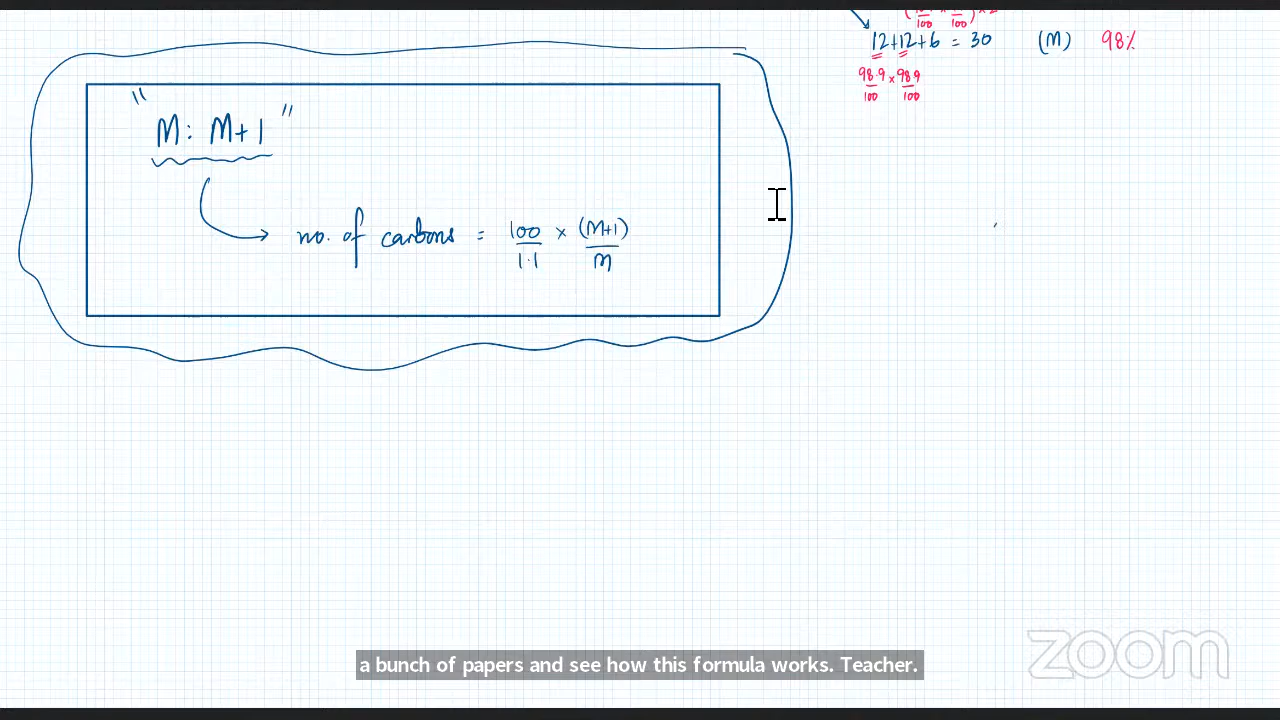 12+12+6 = 30 (M) 98%
98.9/100 × 98.9/100
" M: M+1 "
no. of carbons = 100/1.1 × (M+1)/M
a bunch of papers and see how this formula works. Teacher.
zoom